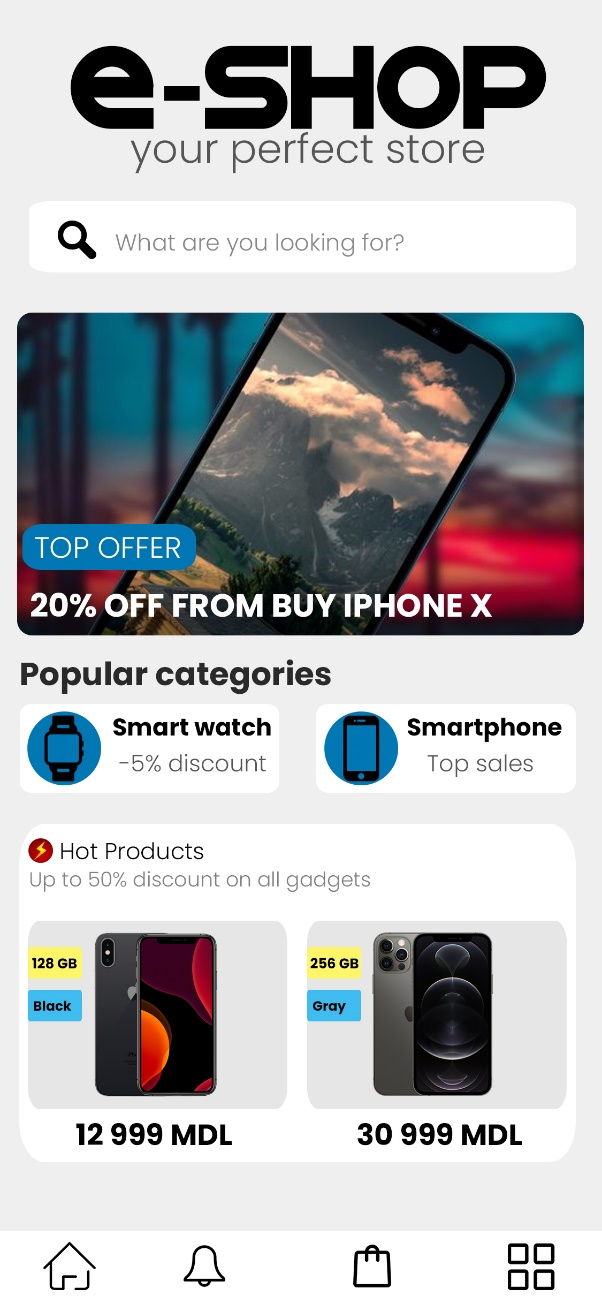 e-SHOP
your perfect store
What are you looking for?
TOP OFFER
20% OFF FROM BUY IPHONE X
Popular categories
Smart watch
-5% discount
Smartphone
Top sales
Hot Products
Up to 50% discount on all gadgets
128 GB
Black
256 GB
Gray
12 999 MDL
30 999 MDL